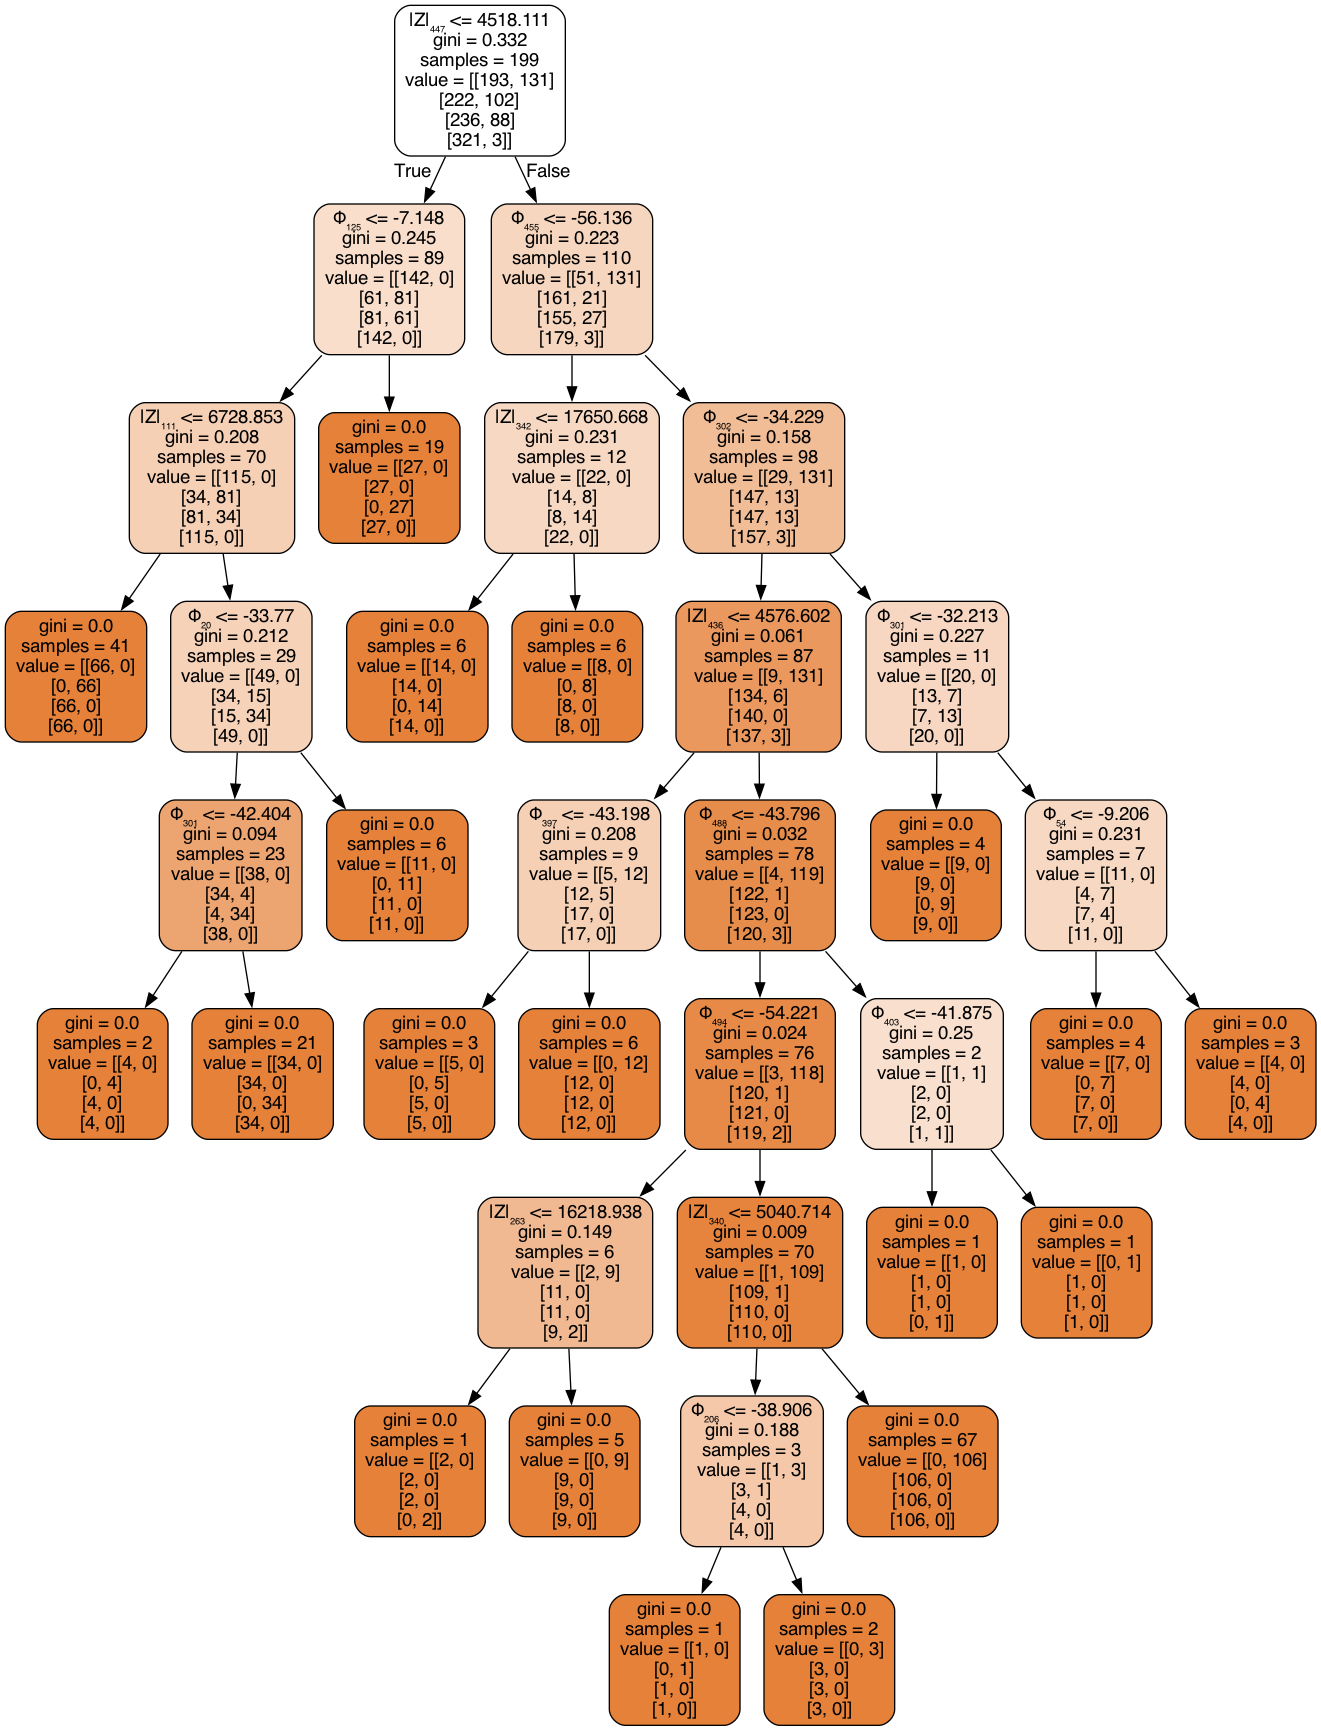 |Z|447 <= 4518.111
gini = 0.332
samples = 199
value = [[193, 131]
[222, 102]
[236, 88]
[321, 3]]
True
False
Φ125 <= -7.148
gini = 0.245
samples = 89
value = [[142, 0]
[61, 81]
[81, 61]
[142, 0]]
Φ455 <= -56.136
gini = 0.223
samples = 110
value = [[51, 131]
[161, 21]
[155, 27]
[179, 3]]
|Z|111 <= 6728.853
gini = 0.208
samples = 70
value = [[115, 0]
[34, 81]
[81, 34]
[115, 0]]
gini = 0.0
samples = 19
value = [[27, 0]
[27, 0]
[0, 27]
[27, 0]]
|Z|342 <= 17650.668
gini = 0.231
samples = 12
value = [[22, 0]
[14, 8]
[8, 14]
[22, 0]]
Φ302 <= -34.229
gini = 0.158
samples = 98
value = [[29, 131]
[147, 13]
[147, 13]
[157, 3]]
gini = 0.0
samples = 41
value = [[66, 0]
[0, 66]
[66, 0]
[66, 0]]
Φ20 <= -33.77
gini = 0.212
samples = 29
value = [[49, 0]
[34, 15]
[15, 34]
[49, 0]]
gini = 0.0
samples = 6
value = [[14, 0]
[14, 0]
[0, 14]
[14, 0]]
gini = 0.0
samples = 6
value = [[8, 0]
[0, 8]
[8, 0]
[8, 0]]
|Z|436 <= 4576.602
gini = 0.061
samples = 87
value = [[9, 131]
[134, 6]
[140, 0]
[137, 3]]
Φ301 <= -32.213
gini = 0.227
samples = 11
value = [[20, 0]
[13, 7]
[7, 13]
[20, 0]]
Φ301 <= -42.404
gini = 0.094
samples = 23
value = [[38, 0]
[34, 4]
[4, 34]
[38, 0]]
gini = 0.0
samples = 6
value = [[11, 0]
[0, 11]
[11, 0]
[11, 0]]
Φ397 <= -43.198
gini = 0.208
samples = 9
value = [[5, 12]
[12, 5]
[17, 0]
[17, 0]]
Φ488 <= -43.796
gini = 0.032
samples = 78
value = [[4, 119]
[122, 1]
[123, 0]
[120, 3]]
gini = 0.0
samples = 4
value = [[9, 0]
[9, 0]
[0, 9]
[9, 0]]
Φ54 <= -9.206
gini = 0.231
samples = 7
value = [[11, 0]
[4, 7]
[7, 4]
[11, 0]]
gini = 0.0
samples = 2
value = [[4, 0]
[0, 4]
[4, 0]
[4, 0]]
gini = 0.0
samples = 21
value = [[34, 0]
[34, 0]
[0, 34]
[34, 0]]
gini = 0.0
samples = 3
value = [[5, 0]
[0, 5]
[5, 0]
[5, 0]]
gini = 0.0
samples = 6
value = [[0, 12]
[12, 0]
[12, 0]
[12, 0]]
Φ494 <= -54.221
gini = 0.024
samples = 76
value = [[3, 118]
[120, 1]
[121, 0]
[119, 2]]
Φ403 <= -41.875
gini = 0.25
samples = 2
value = [[1, 1]
[2, 0]
[2, 0]
[1, 1]]
gini = 0.0
samples = 4
value = [[7, 0]
[0, 7]
[7, 0]
[7, 0]]
gini = 0.0
samples = 3
value = [[4, 0]
[4, 0]
[0, 4]
[4, 0]]
|Z|263 <= 16218.938
gini = 0.149
samples = 6
value = [[2, 9]
[11, 0]
[11, 0]
[9, 2]]
|Z|340 <= 5040.714
gini = 0.009
samples = 70
value = [[1, 109]
[109, 1]
[110, 0]
[110, 0]]
gini = 0.0
samples = 1
value = [[1, 0]
[1, 0]
[1, 0]
[0, 1]]
gini = 0.0
samples = 1
value = [[0, 1]
[1, 0]
[1, 0]
[1, 0]]
gini = 0.0
samples = 1
value = [[2, 0]
[2, 0]
[2, 0]
[0, 2]]
gini = 0.0
samples = 5
value = [[0, 9]
[9, 0]
[9, 0]
[9, 0]]
Φ206 <= -38.906
gini = 0.188
samples = 3
value = [[1, 3]
[3, 1]
[4, 0]
[4, 0]]
gini = 0.0
samples = 67
value = [[0, 106]
[106, 0]
[106, 0]
[106, 0]]
gini = 0.0
samples = 1
value = [[1, 0]
[0, 1]
[1, 0]
[1, 0]]
gini = 0.0
samples = 2
value = [[0, 3]
[3, 0]
[3, 0]
[3, 0]]